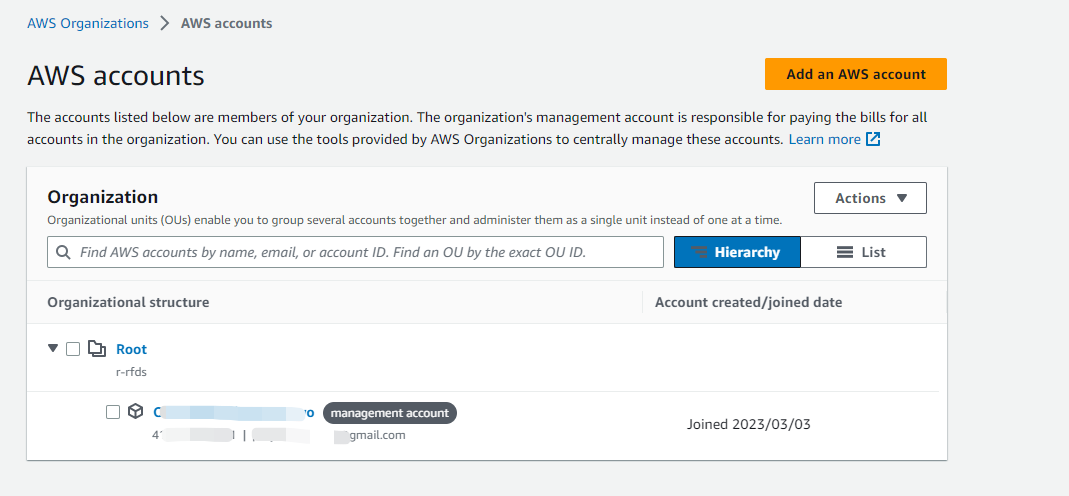 AWS Organizations > AWS accounts
AWS accounts
Add an AWS account
The accounts listed below are members of your organization. The organization's management account is responsible for paying the bills for all
accounts in the organization. You can use the tools provided by AWS Organizations to centrally manage these accounts. Learn more
Organization
Actions
Organizational units (OUs) enable you to group several accounts together and administer them as a single unit instead of one at a time.
Find AWS accounts by name, email, or account ID. Find an OU by the exact OU ID.
Hierarchy
List
Organizational structure
Account created/joined date
Root
r-rfds
management account
gmail.com
Joined 2023/03/03